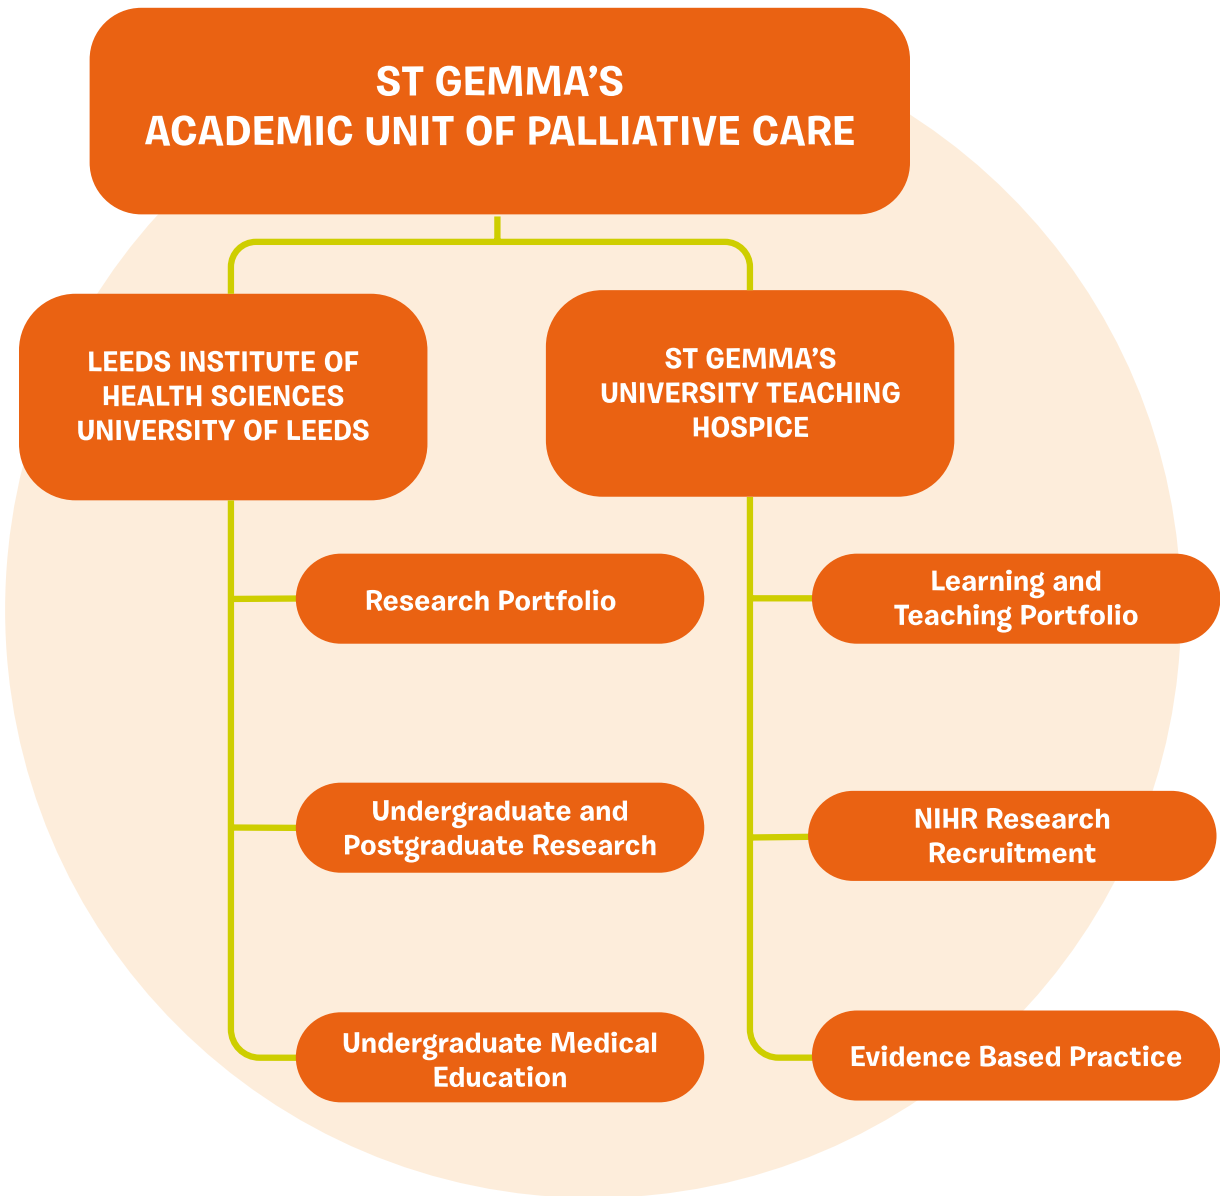 ST GEMMA’S
ACADEMIC UNIT OF PALLIATIVE CARE
LEEDS INSTITUTE OF
HEALTH SCIENCES
UNIVERSITY OF LEEDS
ST GEMMA’S
UNIVERSITY TEACHING
HOSPICE
Research Portfolio
Undergraduate and
Postgraduate Research
Undergraduate Medical
Education
Learning and
Teaching Portfolio
NIHR Research
Recruitment
Evidence Based Practice